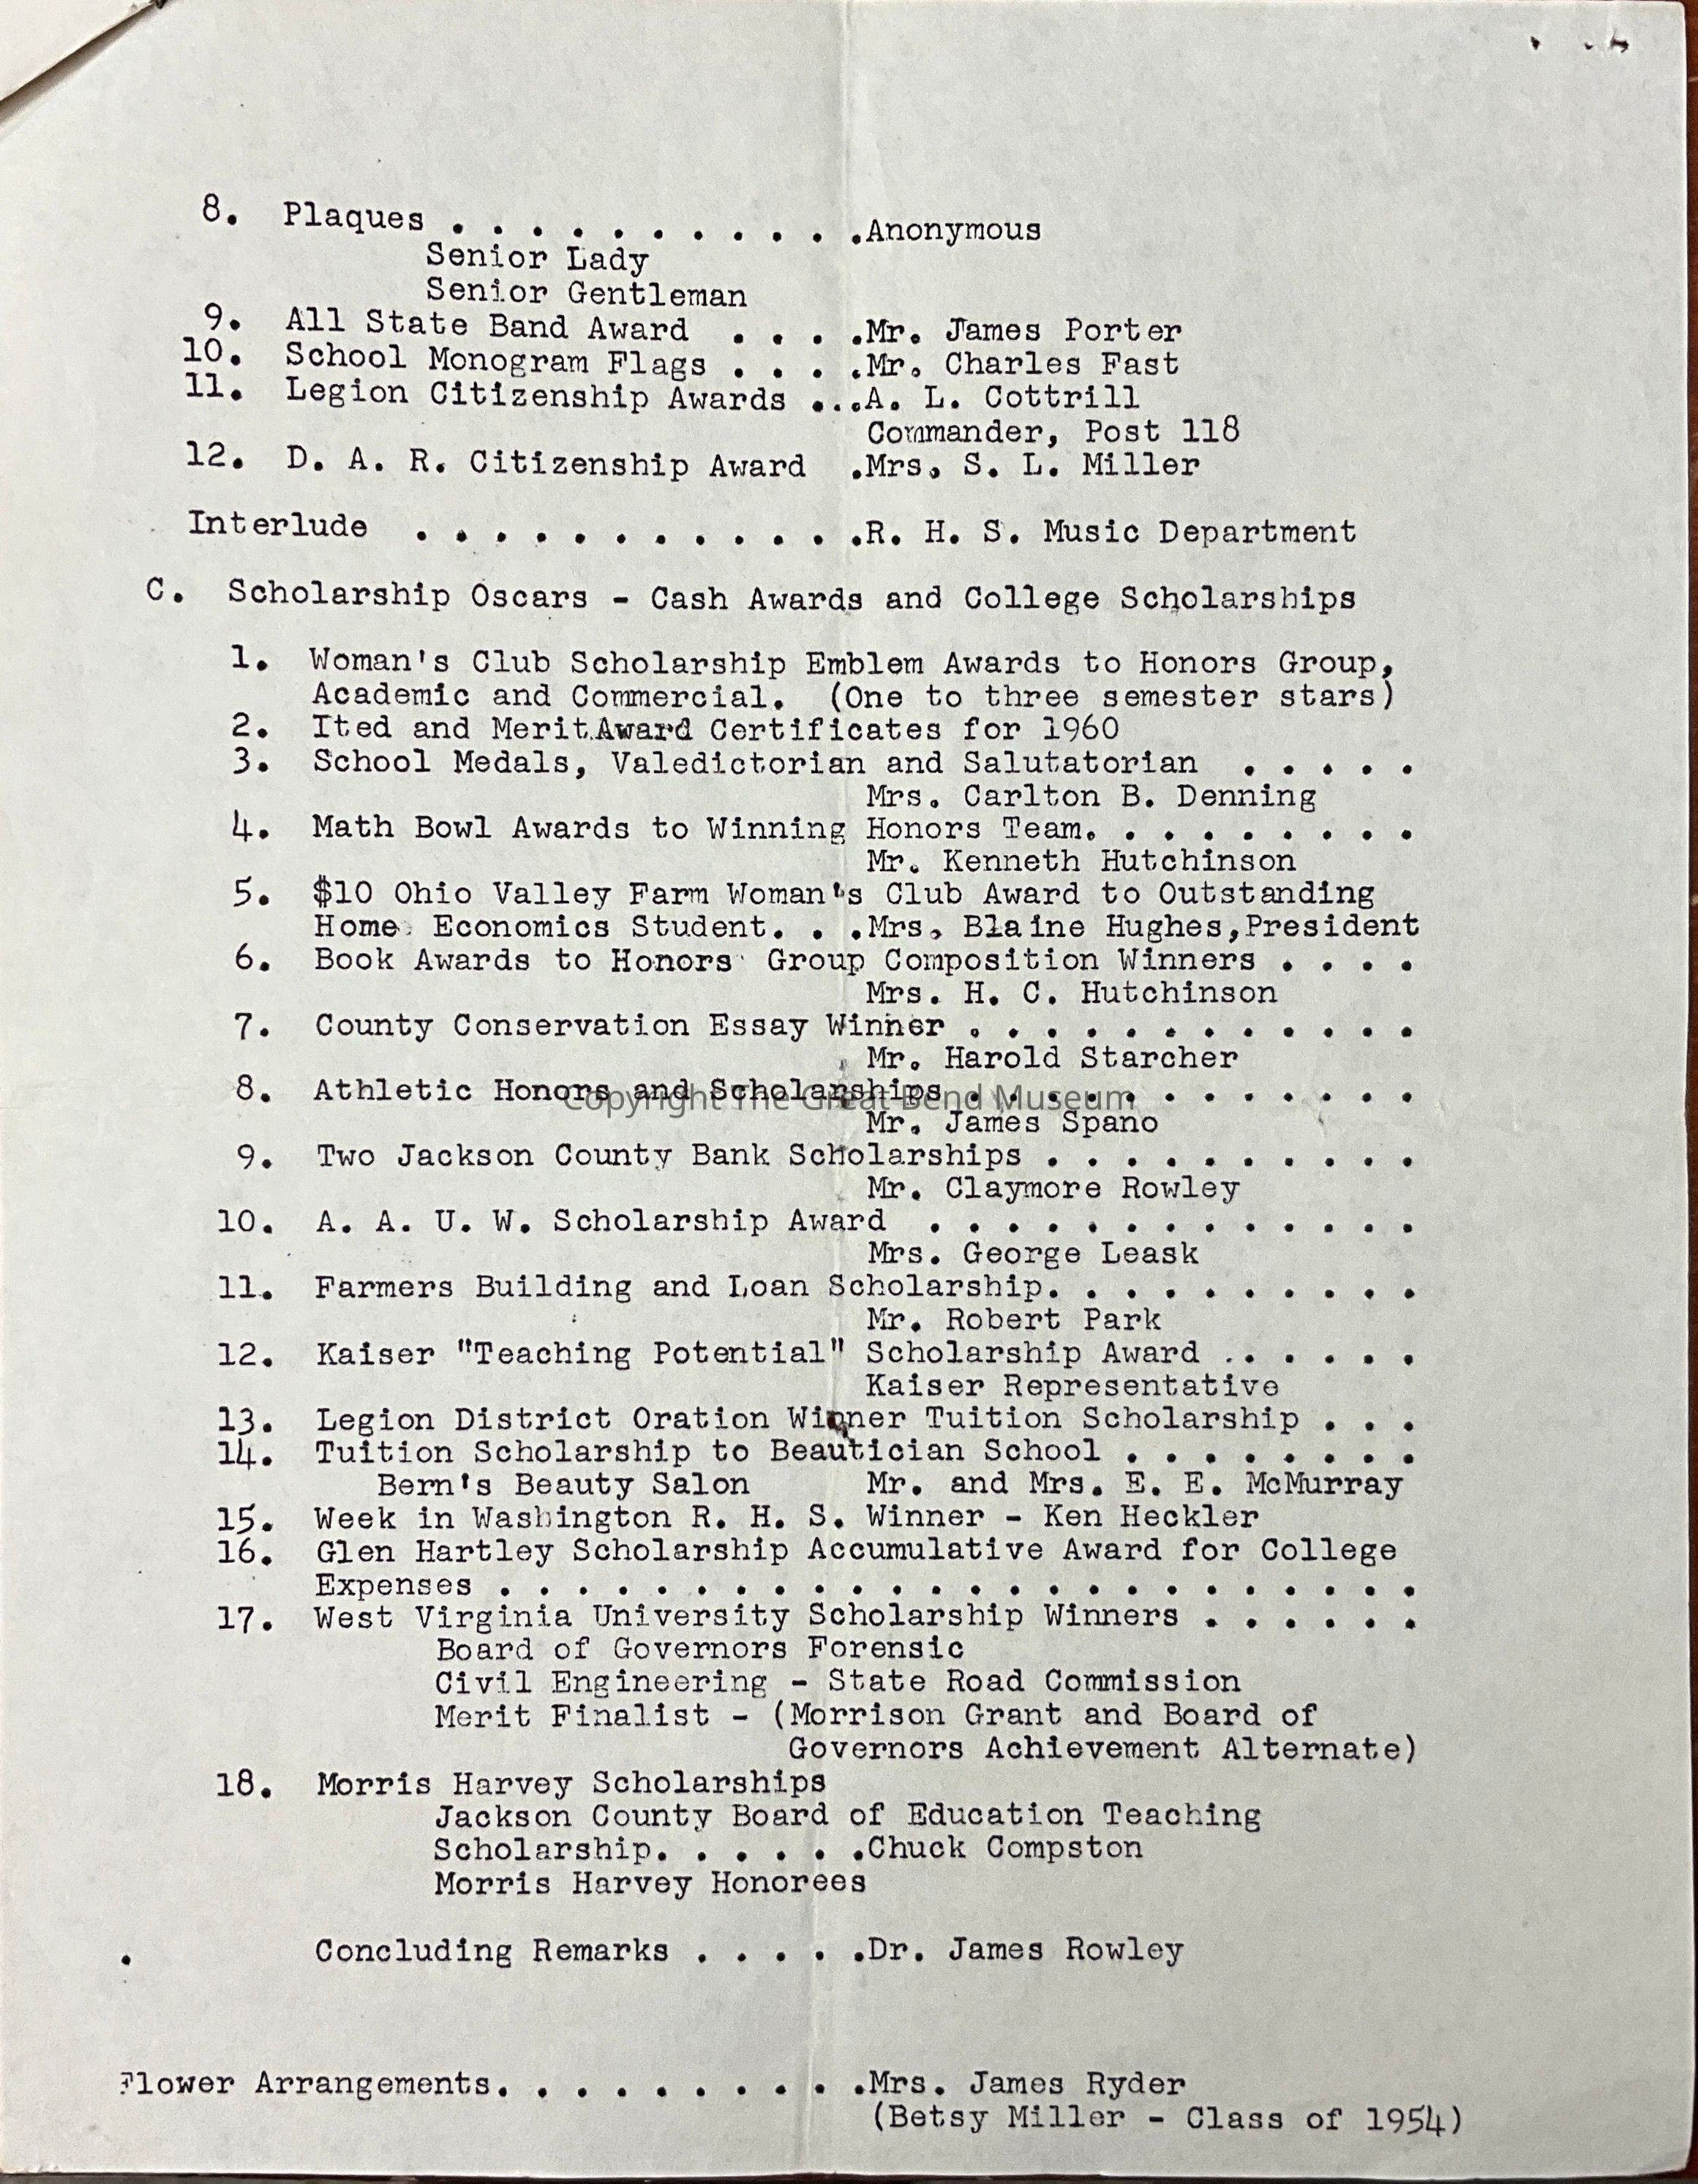 8. Plaques . . . . . . . . . . .Anonymous
Senior Lady
Senior Gentleman
9. All State Band Award . . . .Mr. James Porter
10. School Monogram Flags . . . .Mr. Charles Fast
11. Legion Citizenship Awards ...A. L. Cottrill
Commander, Post 118
12. D. A. R. Citizenship Award .Mrs. S. L. Miller
Interlude . . . . . . . . . . . .R. H. S. Music Department
C. Scholarship Oscars - Cash Awards and College Scholarships
1. Woman's Club Scholarship Emblem Awards to Honors Group,
Academic and Commercial. (One to three semester stars)
2. Ited and Merit Award Certificates for 1960
3. School Medals, Valedictorian and Salutatorian . . . . .
Mrs. Carlton B. Denning
4. Math Bowl Awards to Winning Honors Team. . . . . . . . .
Mr. Kenneth Hutchinson
5. $10 Ohio Valley Farm Woman's Club Award to Outstanding
Home Economics Student. . .Mrs. Blaine Hughes,President
6. Book Awards to Honors Group Composition Winners . . . .
Mrs. H. C. Hutchinson
7. County Conservation Essay Winner . . . . . . . . . . . .
Mr. Harold Starcher
8. Athletic Honors and Scholarships . . . . . . . . . . . .
Copyright The Great Bend Museum
Mr. James Spano
9. Two Jackson County Bank Scholarships . . . . . . . . . .
Mr. Claymore Rowley
10. A. A. U. W. Scholarship Award . . . . . . . . . . . . .
Mrs. George Leask
11. Farmers Building and Loan Scholarship. . . . . . . . . .
Mr. Robert Park
12. Kaiser "Teaching Potential" Scholarship Award .. . . . .
Kaiser Representative
13. Legion District Oration Winner Tuition Scholarship . . .
14. Tuition Scholarship to Beautician School . . . . . . . .
Bern's Beauty Salon Mr. and Mrs. E. E. McMurray
15. Week in Washington R. H. S. Winner - Ken Heckler
16. Glen Hartley Scholarship Accumulative Award for College
Expenses . . . . . . . . . . . . . . . . . . . . . . . .
17. West Virginia University Scholarship Winners . . . . . .
Board of Governors Forensic
Civil Engineering - State Road Commission
Merit Finalist - (Morrison Grant and Board of
Governors Achievement Alternate)
18. Morris Harvey Scholarships
Jackson County Board of Education Teaching
Scholarship. . . . . .Chuck Compston
Morris Harvey Honorees
. Concluding Remarks . . . . .Dr. James Rowley
Flower Arrangements. . . . . . . . . .Mrs. James Ryder
(Betsy Miller - Class of 1954)